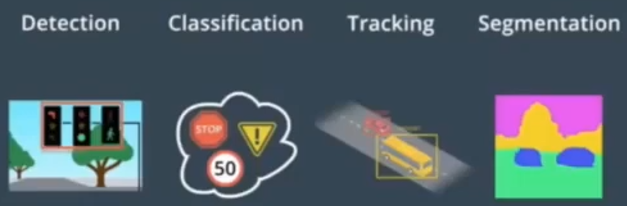 Detection
Classification
Tracking
Segmentation
STOP
50